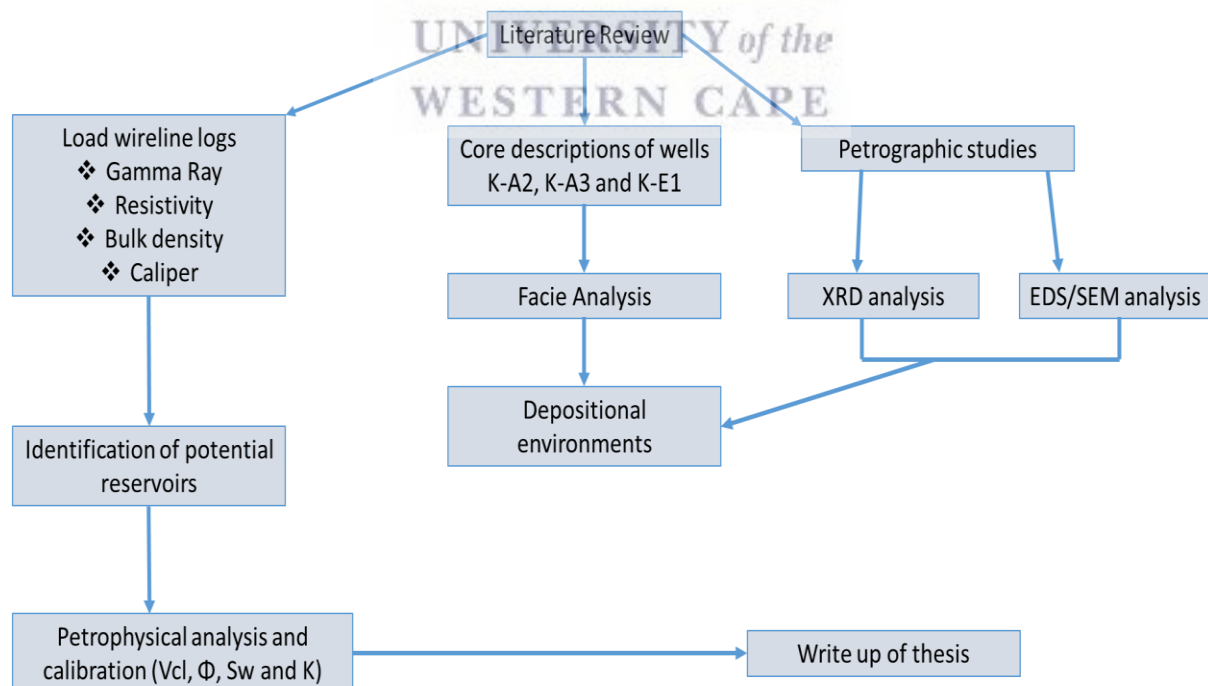 UNIVERSITY of the
WESTERN CAPE
Literature Review
Load wireline logs
❖ Gamma Ray
❖ Resistivity
❖ Bulk density
❖ Caliper
Core descriptions of wells
K-A2, K-A3 and K-E1
Petrographic studies
Facie Analysis
XRD analysis
EDS/SEM analysis
Depositional
environments
Identification of potential
reservoirs
Petrophysical analysis and
calibration (Vcl, Φ, Sw and K)
Write up of thesis